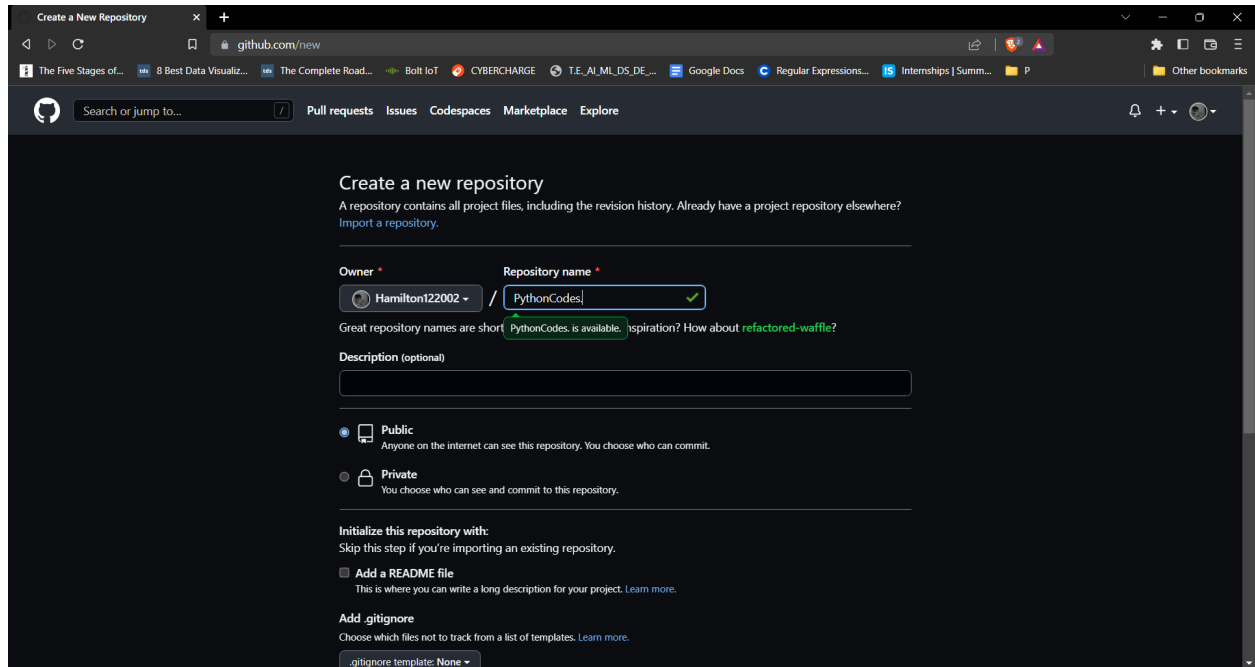 Create a New Repository
github.com/new
The Five Stages of... tds 8 Best Data Visualiz... tds The Complete Road... Bolt IoT CYBERCHARGE T.E._AI_ML_DS_DE_... Google Docs C Regular Expressions... IS Internships | Summ... P Other bookmarks
Search or jump to... / Pull requests Issues Codespaces Marketplace Explore
Create a new repository
A repository contains all project files, including the revision history. Already have a project repository elsewhere?
Import a repository.
Owner * Repository name *
Hamilton122002 / PythonCodes.
Great repository names are short PythonCodes. is available. nspiration? How about refactored-waffle?
Description (optional)
Public
Anyone on the internet can see this repository. You choose who can commit.
Private
You choose who can see and commit to this repository.
Initialize this repository with:
Skip this step if you're importing an existing repository.
Add a README file
This is where you can write a long description for your project. Learn more.
Add .gitignore
Choose which files not to track from a list of templates. Learn more.
.gitignore template: None